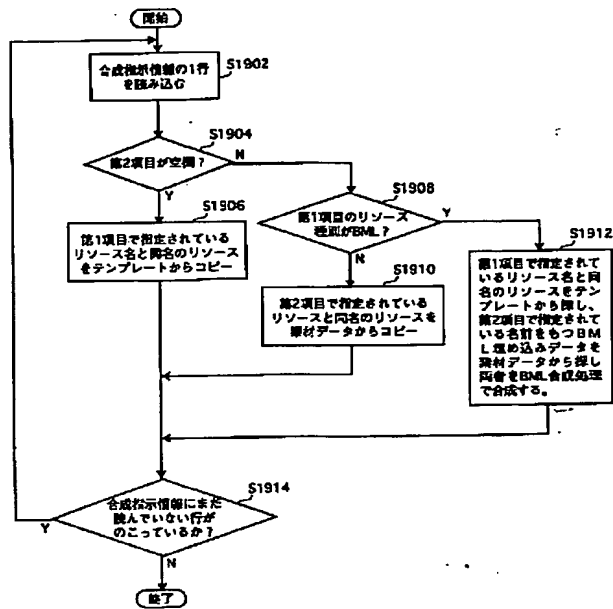 開始
合成指示情報の1行
を読み込む
S1902
S1904
第2項目が空欄？
N
Y
S1906
第1項目で指定されている
リソース名と同名のリソース
をテンプレートからコピー
S1908
第1項目のリソース
種別がBML？
Y
N
S1910
第2項目で指定されている
リソースと同名のリソースを
素材データからコピー
S1912
第1項目で指定されて
いるリソース名と同
名のリソースをテン
プレートから探し、
第2項目で指定されて
いる名前をもつＢＭ
Ｌ埋め込みデータを
素材データから探し
両者をBML合成処理
で合成する。
S1914
合成指示情報にまだ
読んでいない行が
のこっているか？
Y
N
終了